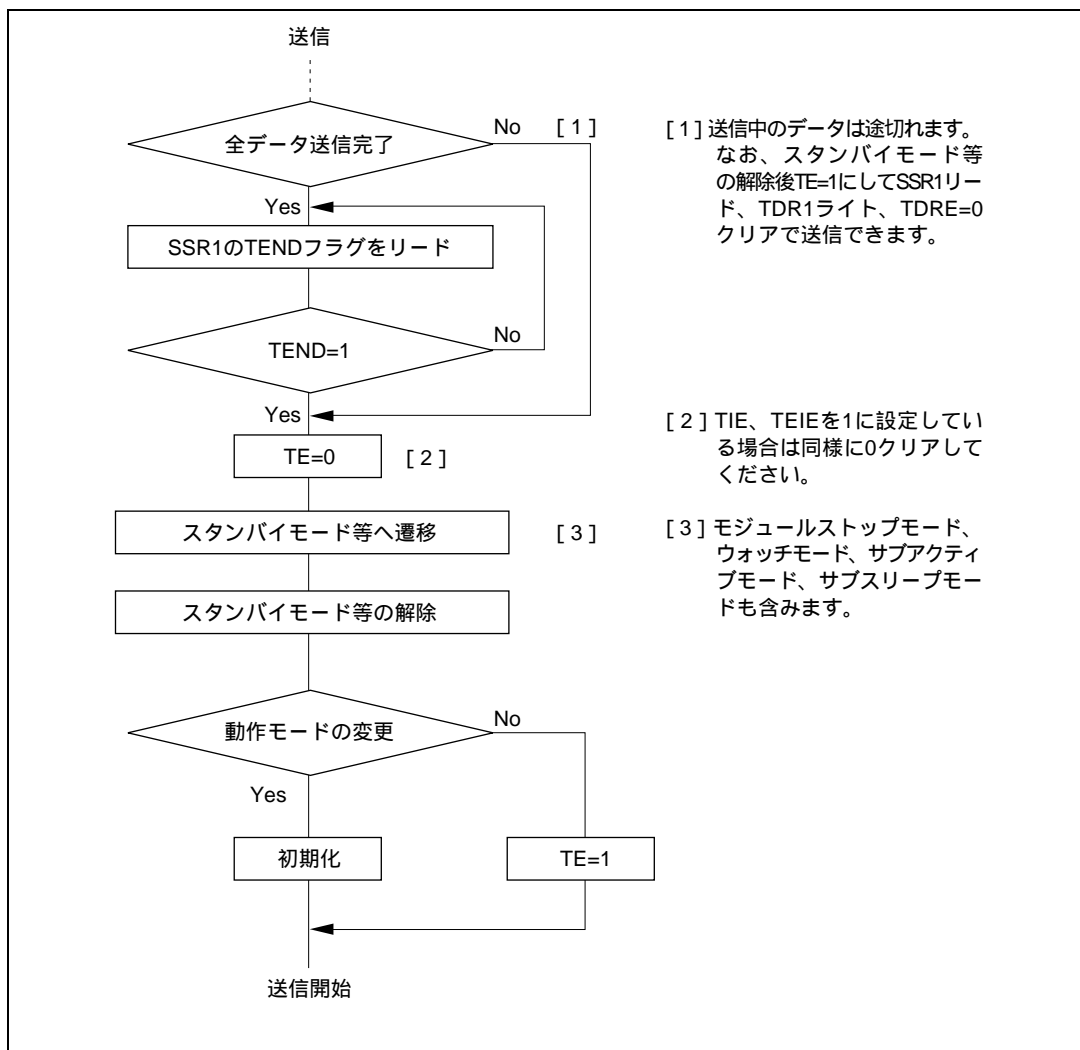 送信
全データ送信完了
No [ 1 ]
Yes
SSR1のTENDフラグをリード
TEND=1
No
Yes
TE=0 [ 2 ]
スタンバイモード等へ遷移 [ 3 ]
スタンバイモード等の解除
動作モードの変更
No
Yes
初期化
TE=1
送信開始
[ 1 ] 送信中のデータは途切れます。
なお、スタンバイモード等
の解除後TE=1にしてSSR1リー
ド、TDR1ライト、TDRE=0
クリアで送信できます。
[ 2 ] TIE、TEIEを1に設定してい
る場合は同様に0クリアして
ください。
[ 3 ] モジュールストップモード、
ウォッチモード、サブアクティ
ブモード、サブスリープモー
ドも含みます。